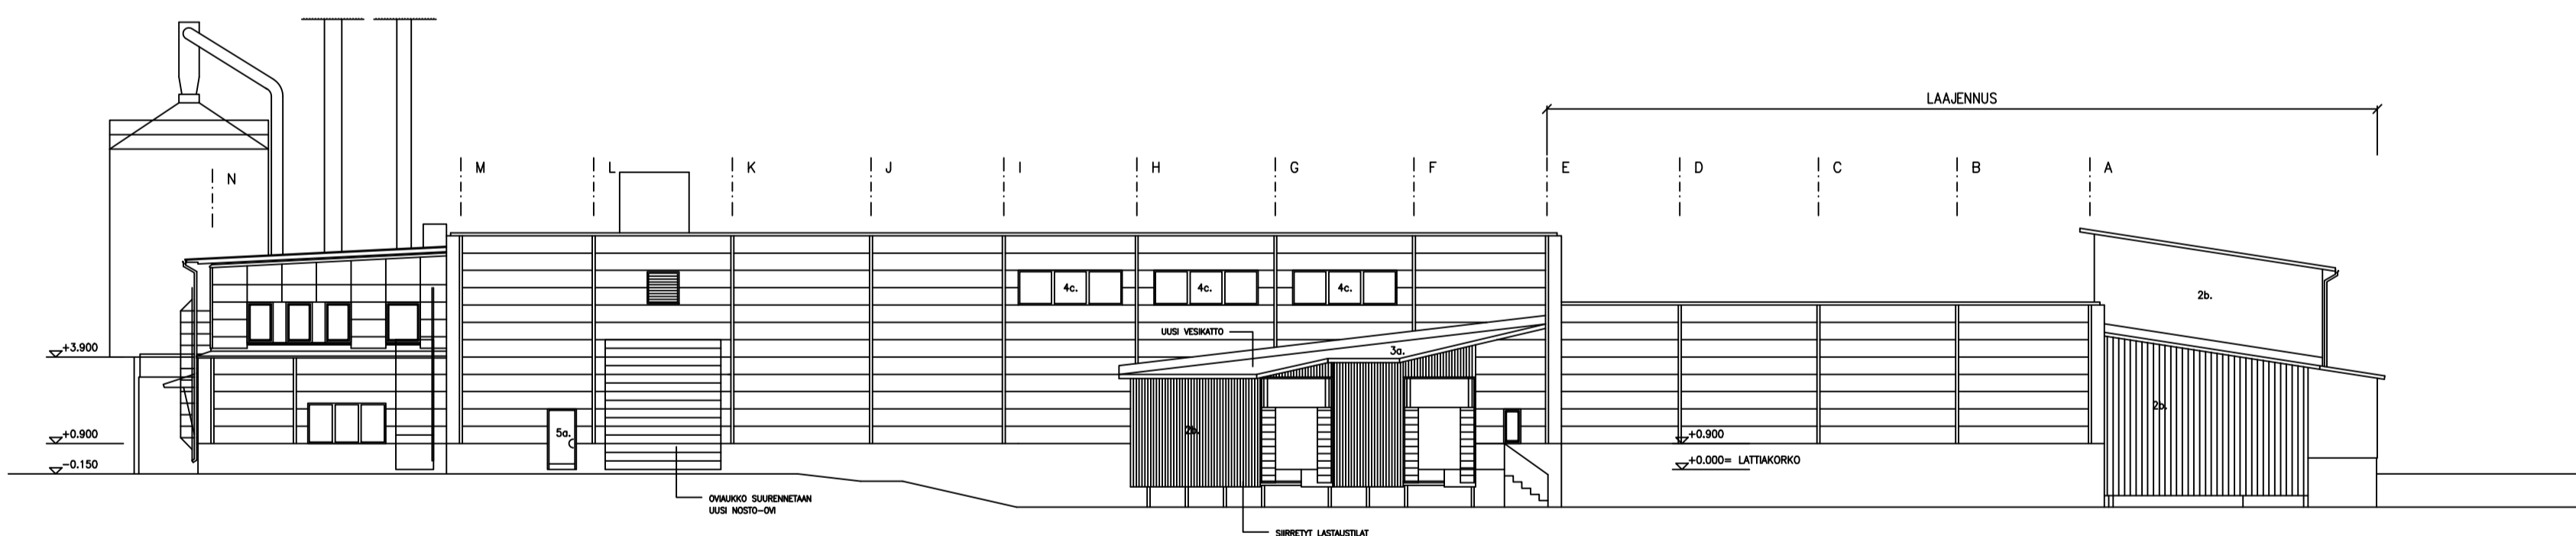 LAAJENNUS
N
M
L
K
J
I
H
G
F
E
D
C
B
A
4c.
4c.
4c.
2b.
UUSI VESIKATTO
3a.
+3.900
2b.
5a.
2b.
+0.900
+0.900
-0.150
+0.000= LATTIAKORKO
OVIAUKKO SUURENNETAAN
UUSI NOSTO-OVI
SIIRRETYT LASTAUSTILAT